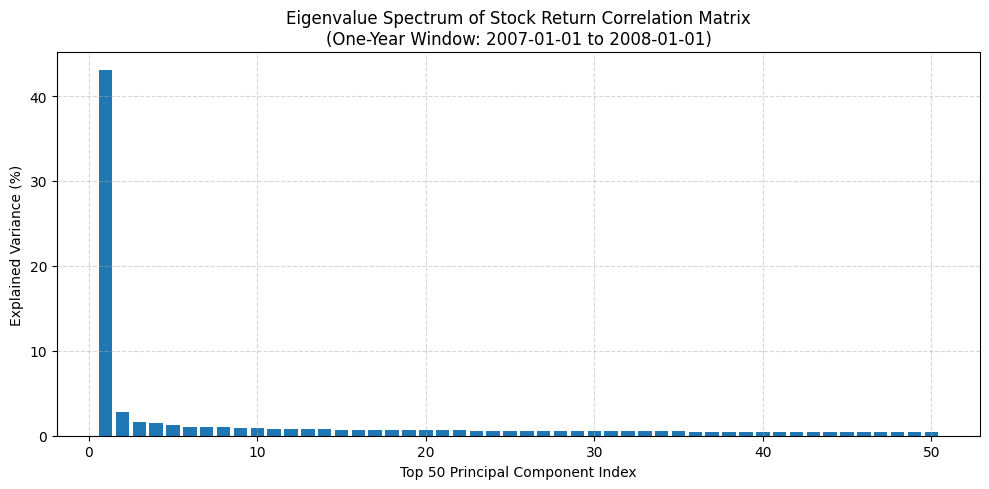 Eigenvalue Spectrum of Stock Return Correlation Matrix
(One-Year Window: 2007-01-01 to 2008-01-01)
Explained Variance (%)
40
30
20
10
0
0 10 20 30 40 50
Top 50 Principal Component Index